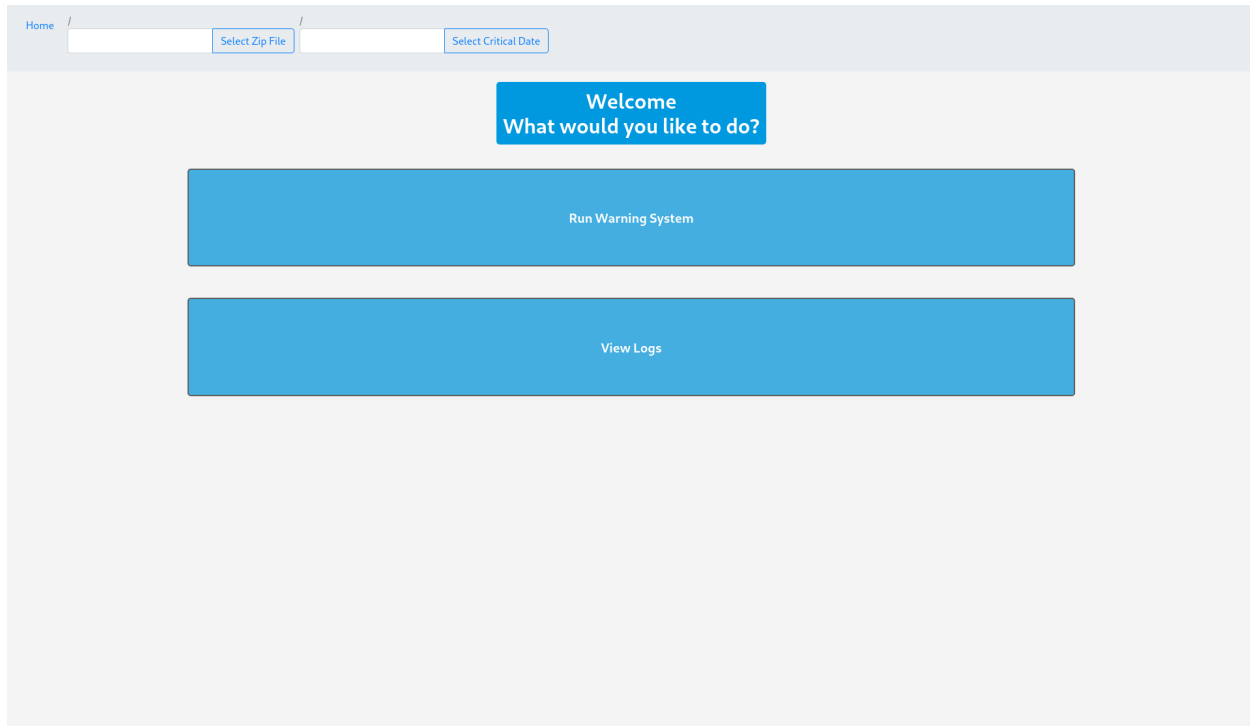 Home
/
/
Select Zip File
Select Critical Date
Welcome
What would you like to do?
Run Warning System
View Logs